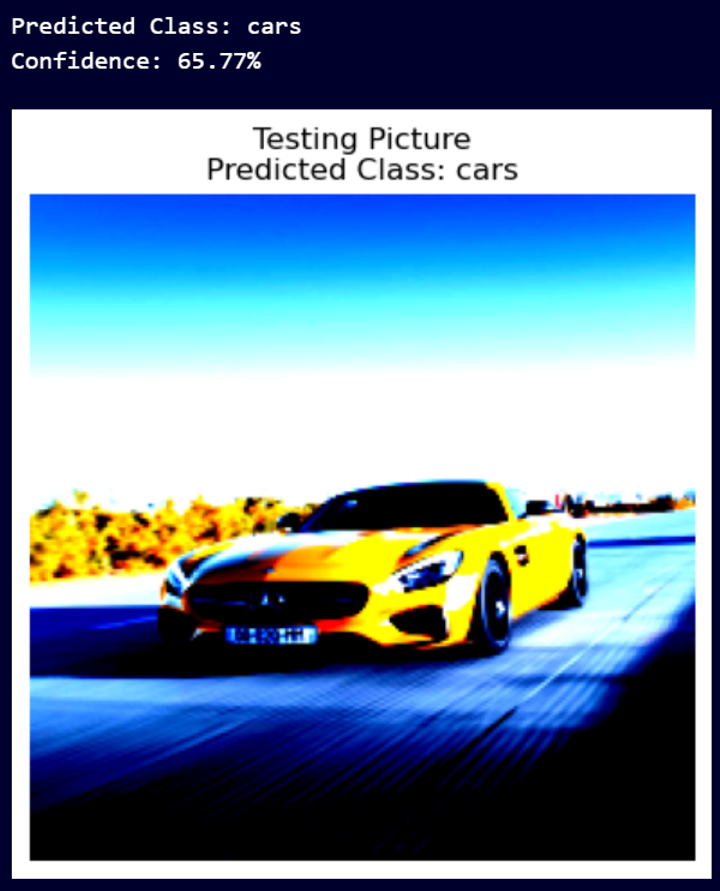 Predicted Class: cars
Confidence: 65.77%
Testing Picture
Predicted Class: cars